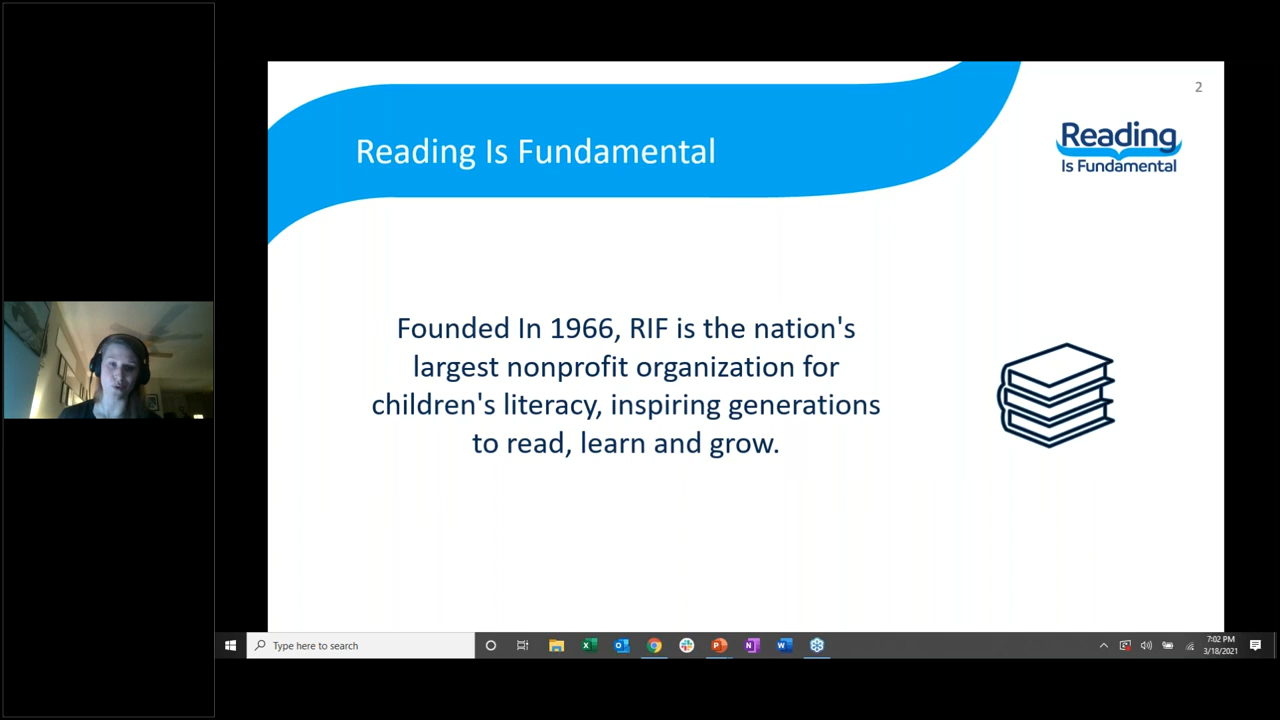 2
Reading Is Fundamental
Reading
Is Fundamental
Founded In 1966, RIF is the nation's
largest nonprofit organization for
children's literacy, inspiring generations
to read, learn and grow.
Type here to search
7:02 PM
3/18/2021